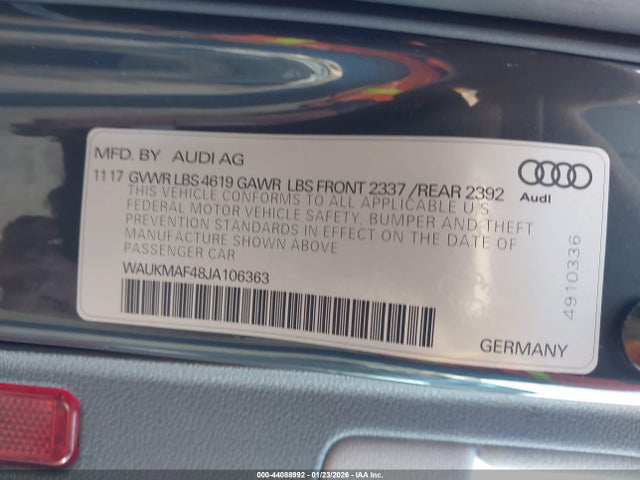 MFD. BY AUDI AG
11 17 GVWR LBS 4619 GAWR LBS FRONT 2337 /REAR 2392
THIS VEHICLE CONFORMS TO ALL APPLICABLE U.S
FEDERAL MOTOR VEHICLE SAFETY, BUMPER AND THEFT
PREVENTION STANDARDS IN EFFECT ON THE DATE OF
MANUFACTURE SHOWN ABOVE
PASSENGER CAR
WAUKMAF48JA106363
Audi
4910336
GERMANY
000-44088992 - 01/23/2026 - IAA Inc.